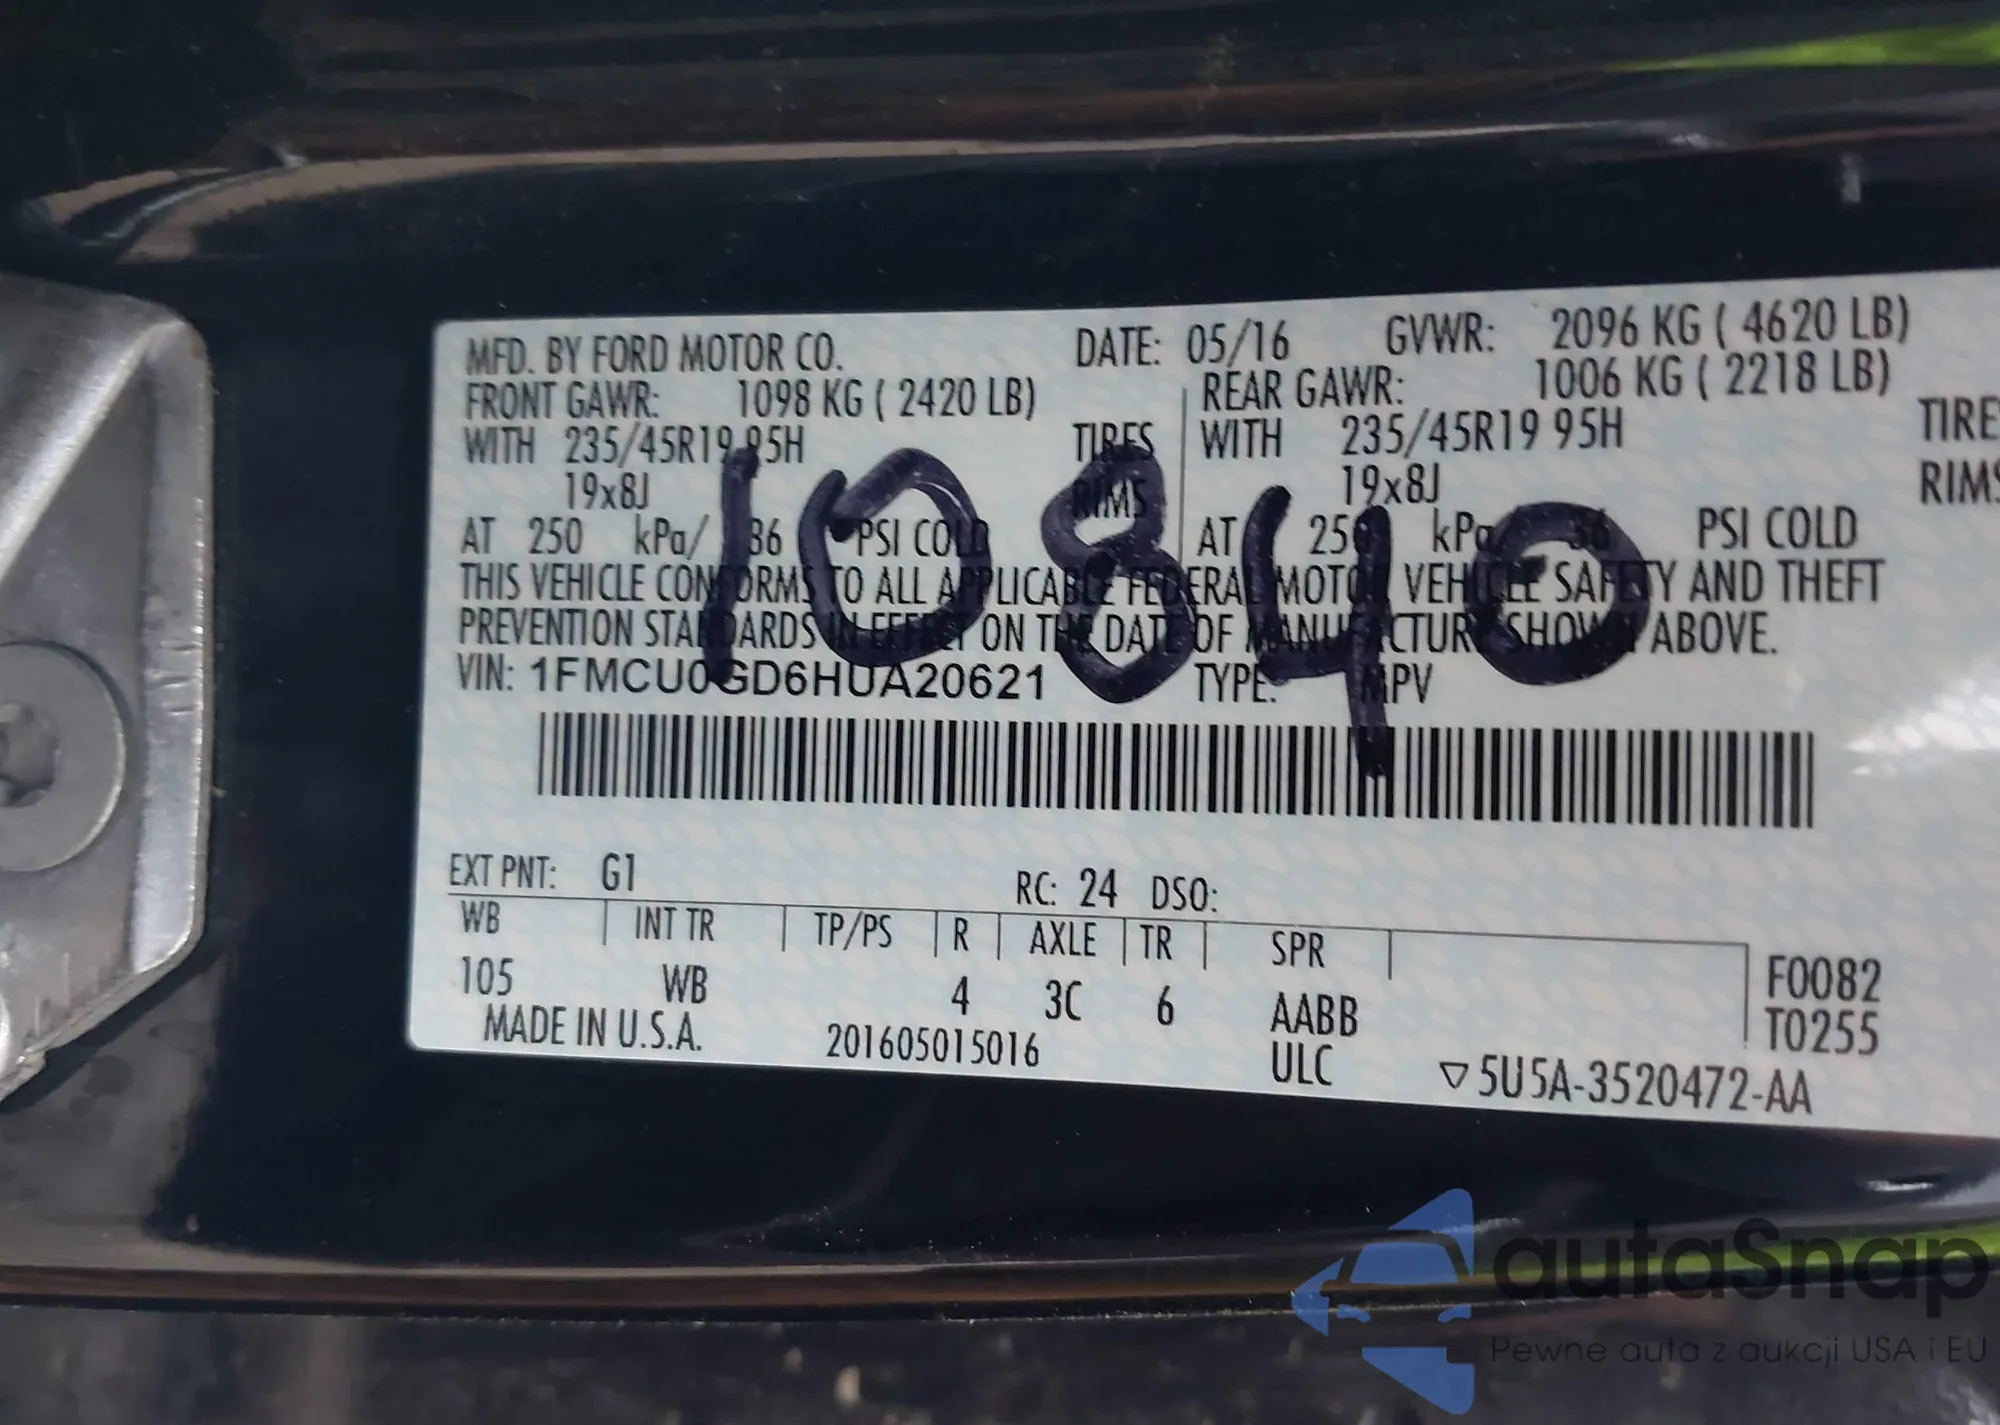 MFD. BY FORD MOTOR CO. DATE: 05/16 GVWR: 2096 KG ( 4620 LB)
FRONT GAWR: 1098 KG ( 2420 LB) REAR GAWR: 1006 KG ( 2218 LB)
WITH 235/45R19 95H TIRES WITH 235/45R19 95H TIRES
19x8J RIMS 19x8J RIMS
AT 250 kPa/ 36 PSI COLD AT 250 kPa/ 36 PSI COLD
THIS VEHICLE CONFORMS TO ALL APPLICABLE FEDERAL MOTOR VEHICLE SAFETY AND THEFT
PREVENTION STANDARDS IN EFFECT ON THE DATE OF MANUFACTURE SHOWN ABOVE.
10840
VIN: 1FMCU0GD6HUA20621 TYPE: MPV
EXT PNT: G1 RC: 24 DSO:
WB INT TR TP/PS R AXLE TR SPR
105 WB 4 3C 6 AABB F0082
MADE IN U.S.A. 201605015016 ULC T0255
5U5A-3520472-AA
autaSnap
Pewne auta z aukcji USA i EU